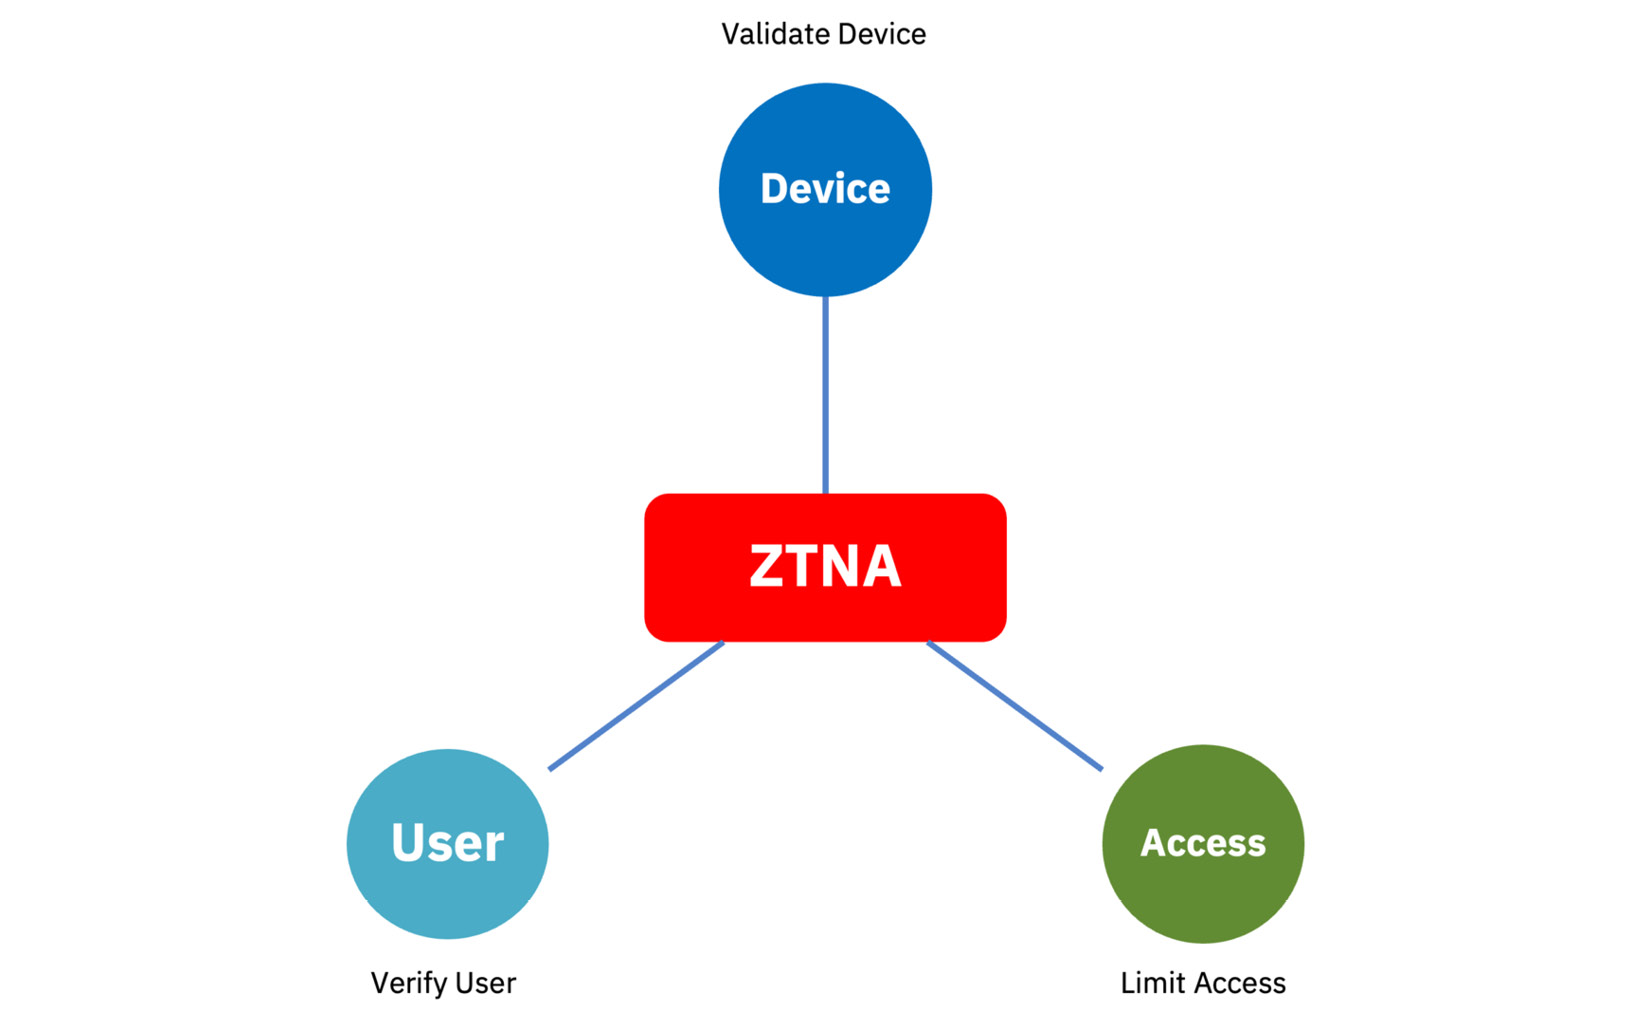 Validate Device
Device
ZTNA
User
Access
Verify User
Limit Access